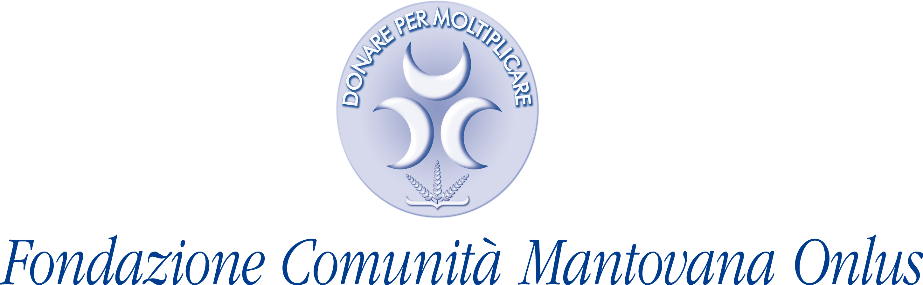 DONARE PER MOLTIPLICARE
Fondazione Comunità Mantovana Onlus